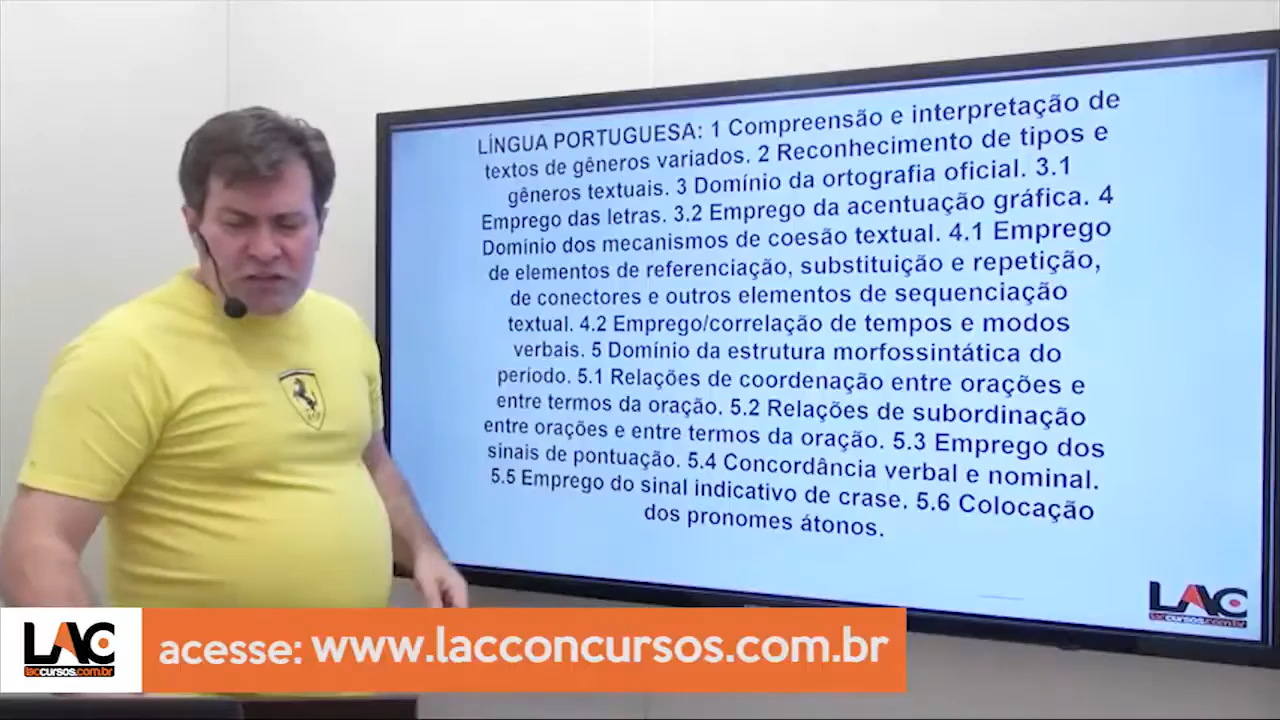 LÍNGUA PORTUGUESA: 1 Compreensão e interpretação de
textos de gêneros variados. 2 Reconhecimento de tipos e
gêneros textuais. 3 Domínio da ortografia oficial. 3.1
Emprego das letras. 3.2 Emprego da acentuação gráfica. 4
Domínio dos mecanismos de coesão textual. 4.1 Emprego
de elementos de referenciação, substituição e repetição,
de conectores e outros elementos de sequenciação
textual. 4.2 Emprego/correlação de tempos e modos
verbais. 5 Domínio da estrutura morfossintática do
período. 5.1 Relações de coordenação entre orações e
entre termos da oração. 5.2 Relações de subordinação
entre orações e entre termos da oração. 5.3 Emprego dos
sinais de pontuação. 5.4 Concordância verbal e nominal.
5.5 Emprego do sinal indicativo de crase. 5.6 Colocação
dos pronomes átonos.
LAC
laccursos.com.br
LAC
laccursos.com.br
acesse: www.lacconcursos.com.br